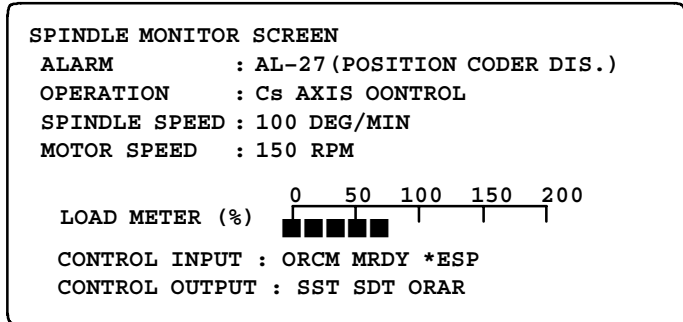 SPINDLE MONITOR SCREEN
ALARM : AL−27(POSITION CODER DIS.)
OPERATION : Cs AXIS OONTROL
SPINDLE SPEED : 100 DEG/MIN
MOTOR SPEED : 150 RPM
0 50 100 150 200
LOAD METER (%)
CONTROL INPUT : ORCM MRDY *ESP
CONTROL OUTPUT : SST SDT ORAR